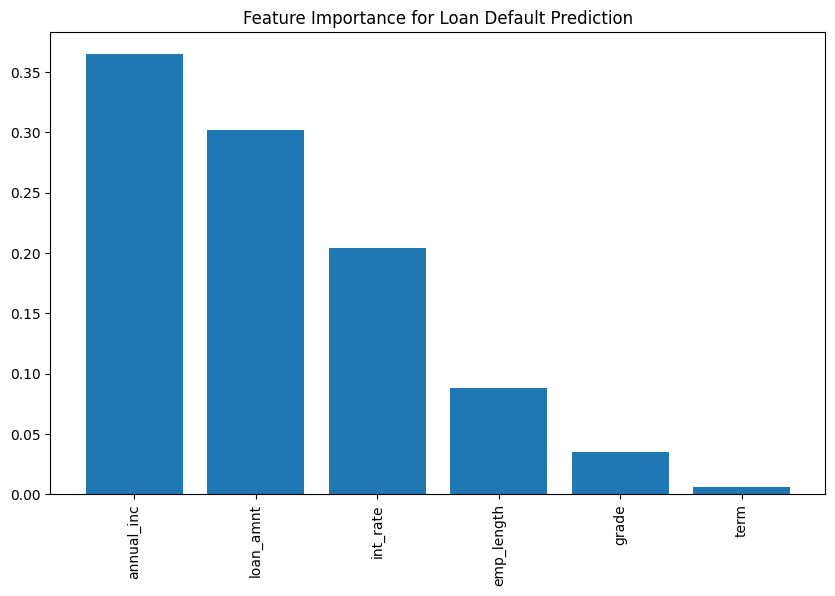 Feature Importance for Loan Default Prediction
0.35
0.30
0.25
0.20
0.15
0.10
0.05
0.00
annual_inc
loan_amnt
int_rate
emp_length
grade
term